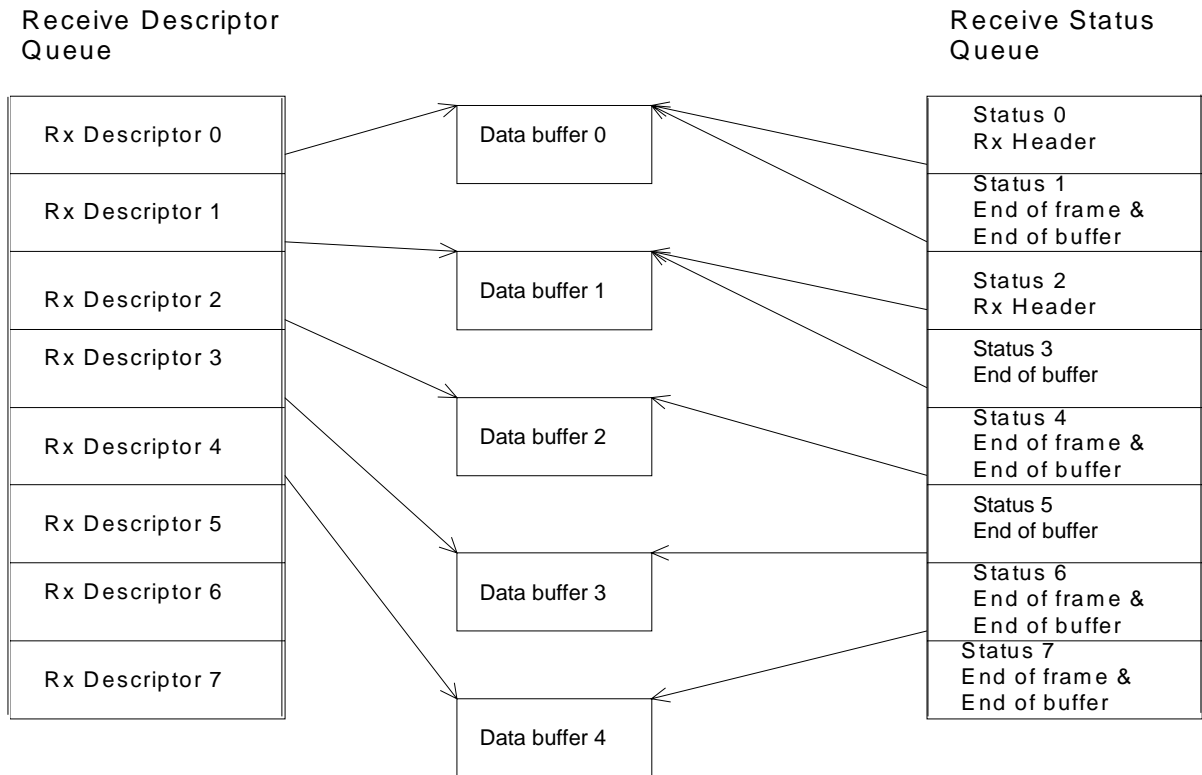 Receive Descriptor
Queue
Rx Descriptor 0
Rx Descriptor 1
Rx Descriptor 2
Rx Descriptor 3
Rx Descriptor 4
Rx Descriptor 5
Rx Descriptor 6
Rx Descriptor 7
Data buffer 0
Data buffer 1
Data buffer 2
Data buffer 3
Data buffer 4
Receive Status
Queue
Status 0
Rx Header
Status 1
End of frame &
End of buffer
Status 2
Rx Header
Status 3
End of buffer
Status 4
End of frame &
End of buffer
Status 5
End of buffer
Status 6
End of frame &
End of buffer
Status 7
End of frame &
End of buffer